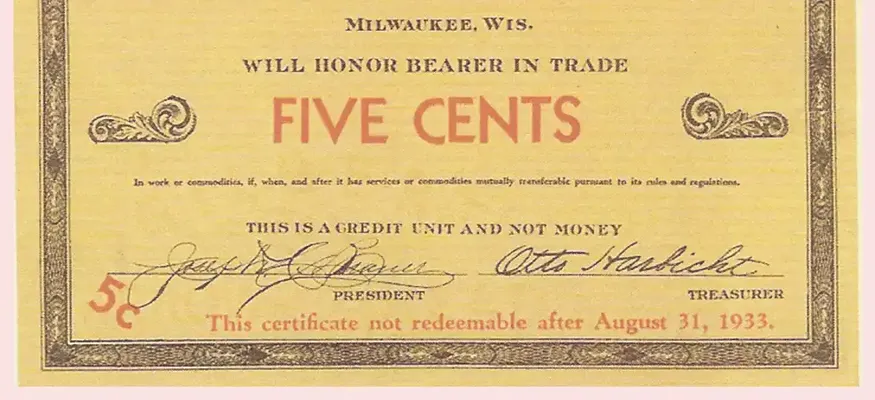 MILWAUKEE, WIS.
WILL HONOR BEARER IN TRADE
FIVE CENTS
In work or commodities, if, when, and after it has services or commodities mutually transferable pursuant to its rules and regulations.
THIS IS A CREDIT UNIT AND NOT MONEY
Otto Habicht
PRESIDENT TREASURER
5c
This certificate not redeemable after August 31, 1933.